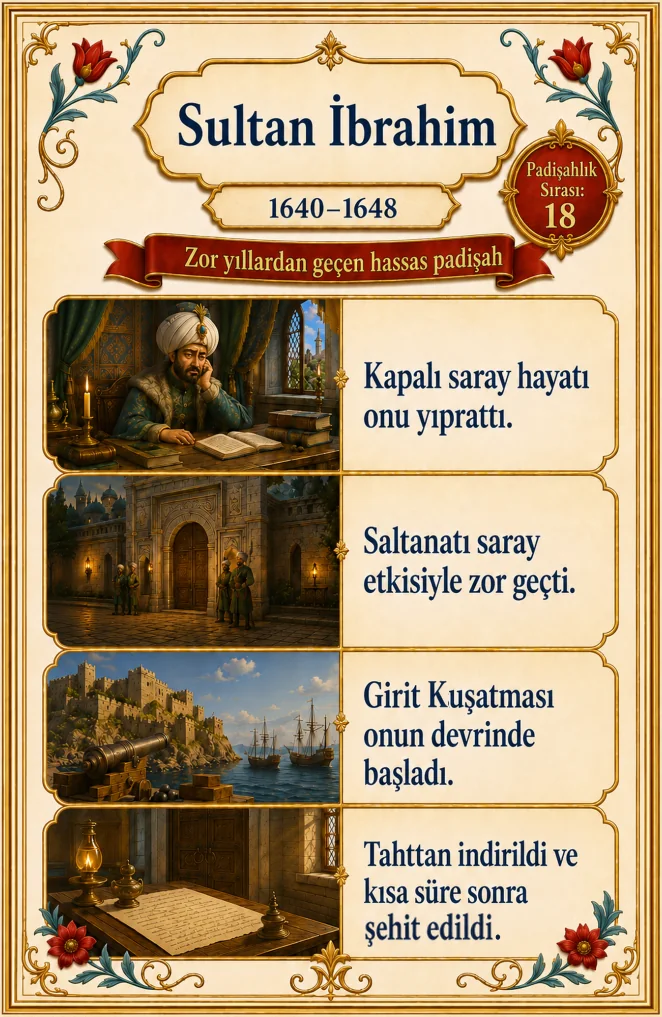 Sultan İbrahim
1640–1648
Padişahlık
Sırası:
18
Zor yıllardan geçen hassas padişah
Kapalı saray hayatı
onu yıprattı.
Saltanatı saray
etkisiyle zor geçti.
Girit Kuşatması
onun devrinde
başladı.
Tahttan indirildi ve
kısa süre sonra
şehit edildi.